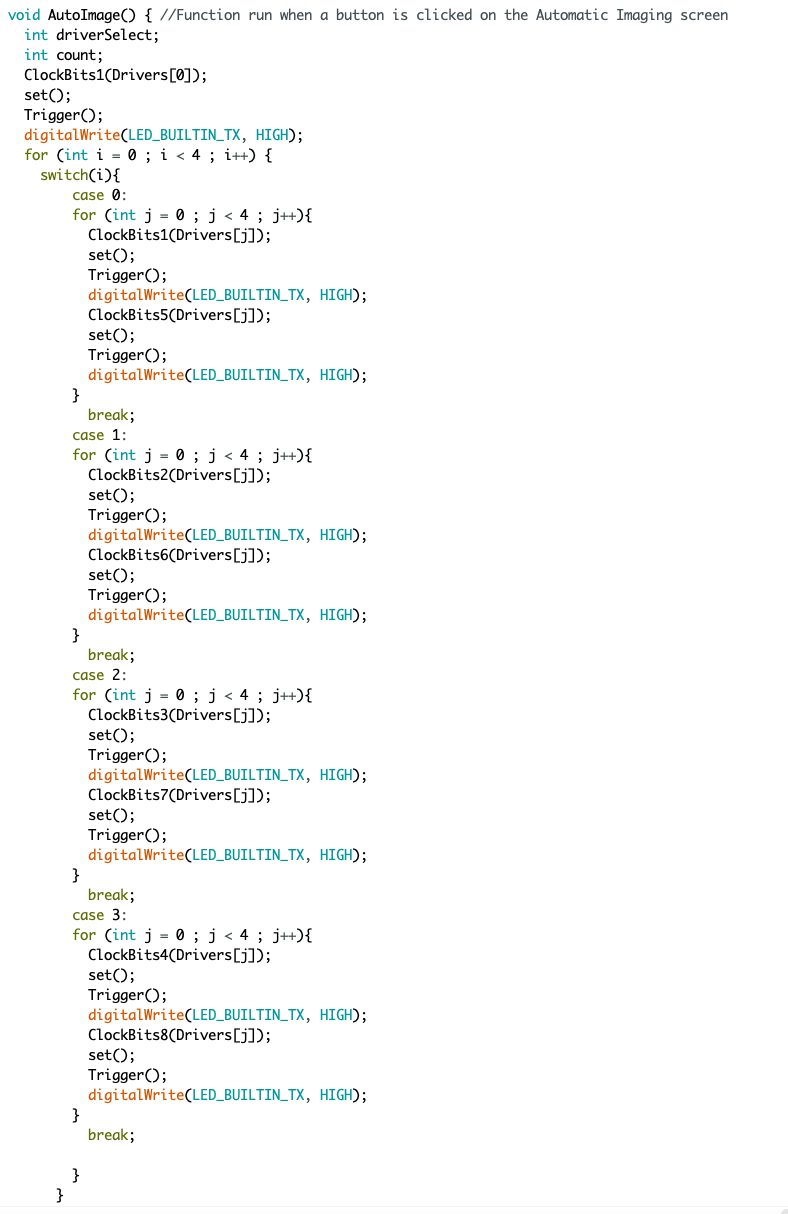 void AutoImage() { //Function run when a button is clicked on the Automatic Imaging screen
  int driverSelect;
  int count;
  ClockBits1(Drivers[0]);
  set();
  Trigger();
  digitalWrite(LED_BUILTIN_TX, HIGH);
  for (int i = 0 ; i < 4 ; i++) {
    switch(i){
        case 0:
        for (int j = 0 ; j < 4 ; j++){
          ClockBits1(Drivers[j]);
          set();
          Trigger();
          digitalWrite(LED_BUILTIN_TX, HIGH);
          ClockBits5(Drivers[j]);
          set();
          Trigger();
          digitalWrite(LED_BUILTIN_TX, HIGH);
        }
          break;
        case 1:
        for (int j = 0 ; j < 4 ; j++){
          ClockBits2(Drivers[j]);
          set();
          Trigger();
          digitalWrite(LED_BUILTIN_TX, HIGH);
          ClockBits6(Drivers[j]);
          set();
          Trigger();
          digitalWrite(LED_BUILTIN_TX, HIGH);
        }
          break;
        case 2:
        for (int j = 0 ; j < 4 ; j++){
          ClockBits3(Drivers[j]);
          set();
          Trigger();
          digitalWrite(LED_BUILTIN_TX, HIGH);
          ClockBits7(Drivers[j]);
          set();
          Trigger();
          digitalWrite(LED_BUILTIN_TX, HIGH);
        }
          break;
        case 3:
        for (int j = 0 ; j < 4 ; j++){
          ClockBits4(Drivers[j]);
          set();
          Trigger();
          digitalWrite(LED_BUILTIN_TX, HIGH);
          ClockBits8(Drivers[j]);
          set();
          Trigger();
          digitalWrite(LED_BUILTIN_TX, HIGH);
        }
          break;

        }
      }